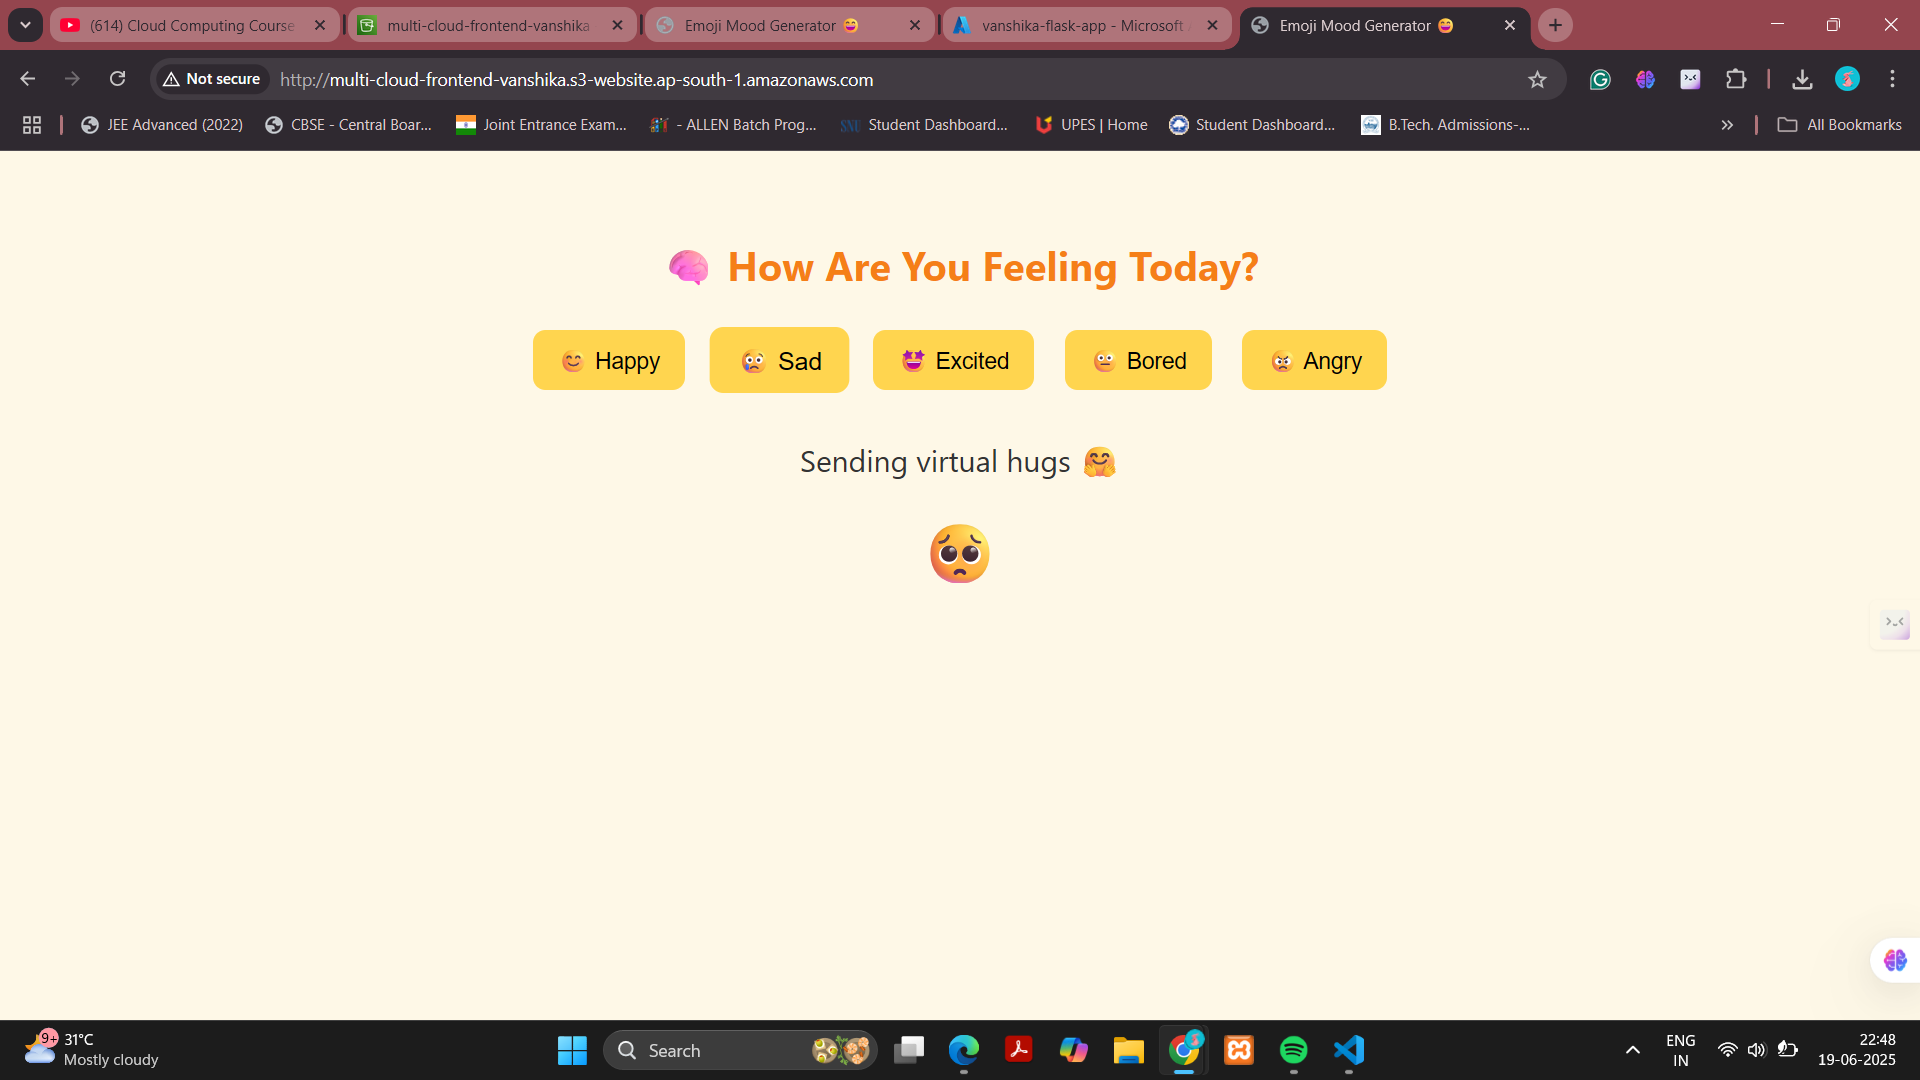 (614) Cloud Computing Course
multi-cloud-frontend-vanshika
Emoji Mood Generator 😄
vanshika-flask-app - Microsoft
Emoji Mood Generator 😄
Not secure
http://multi-cloud-frontend-vanshika.s3-website.ap-south-1.amazonaws.com
JEE Advanced (2022)
CBSE - Central Boar...
Joint Entrance Exam...
- ALLEN Batch Prog...
Student Dashboard...
UPES | Home
Student Dashboard...
B.Tech. Admissions-...
All Bookmarks
🧠 How Are You Feeling Today?
😊 Happy
😢 Sad
🤩 Excited
😐 Bored
😠 Angry
Sending virtual hugs 🤗
🥺
9+
31°C
Mostly cloudy
Search
ENG
IN
22:48
19-06-2025